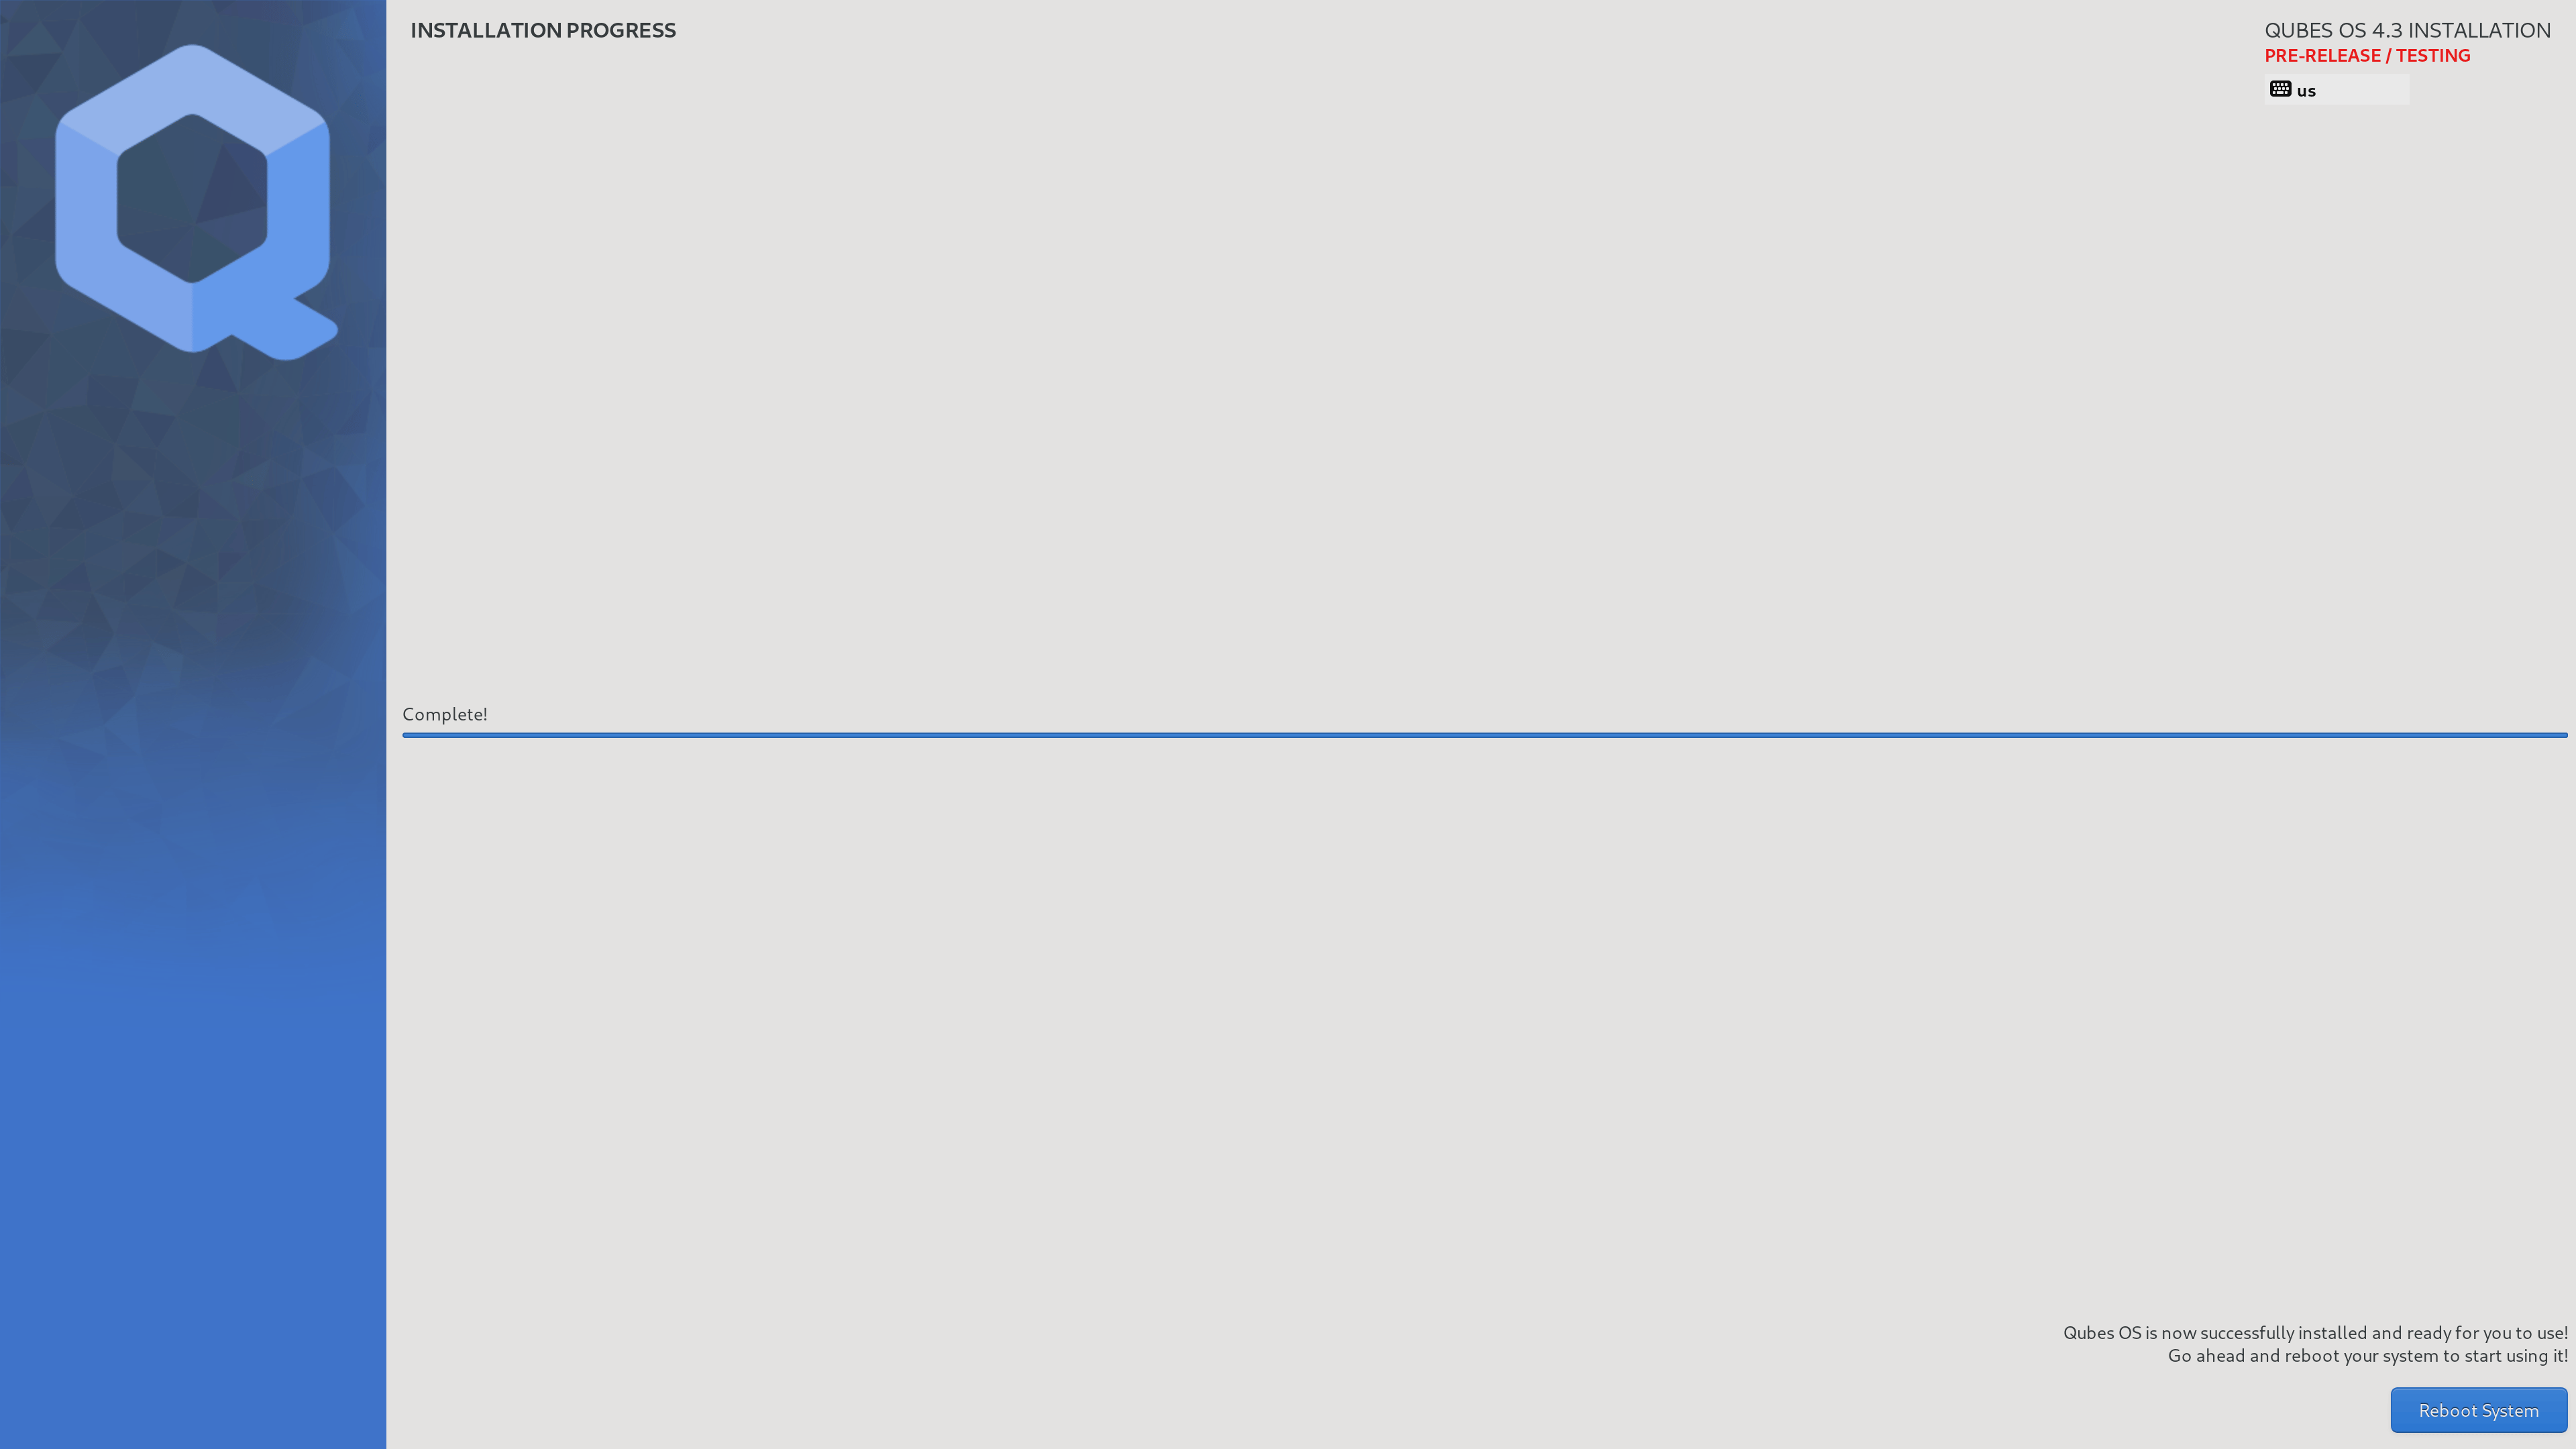 INSTALLATION PROGRESS
QUBES OS 4.3 INSTALLATION
PRE-RELEASE / TESTING
us
Complete!
Qubes OS is now successfully installed and ready for you to use!
Go ahead and reboot your system to start using it!
Reboot System